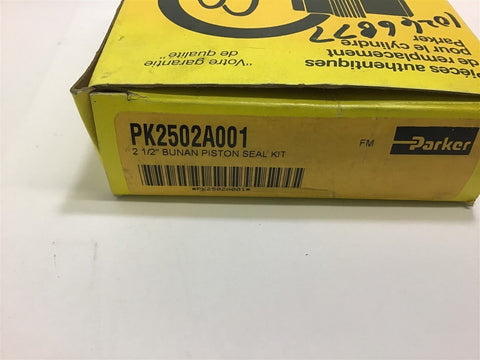 1026877
pièces authentiques
de remplacement
pour le cylindre
Parker
"Votre garantie
de qualité"
PK2502A001
2 1/2" BUNAN PISTON SEAL KIT
FM
Parker
*PK2502A001*